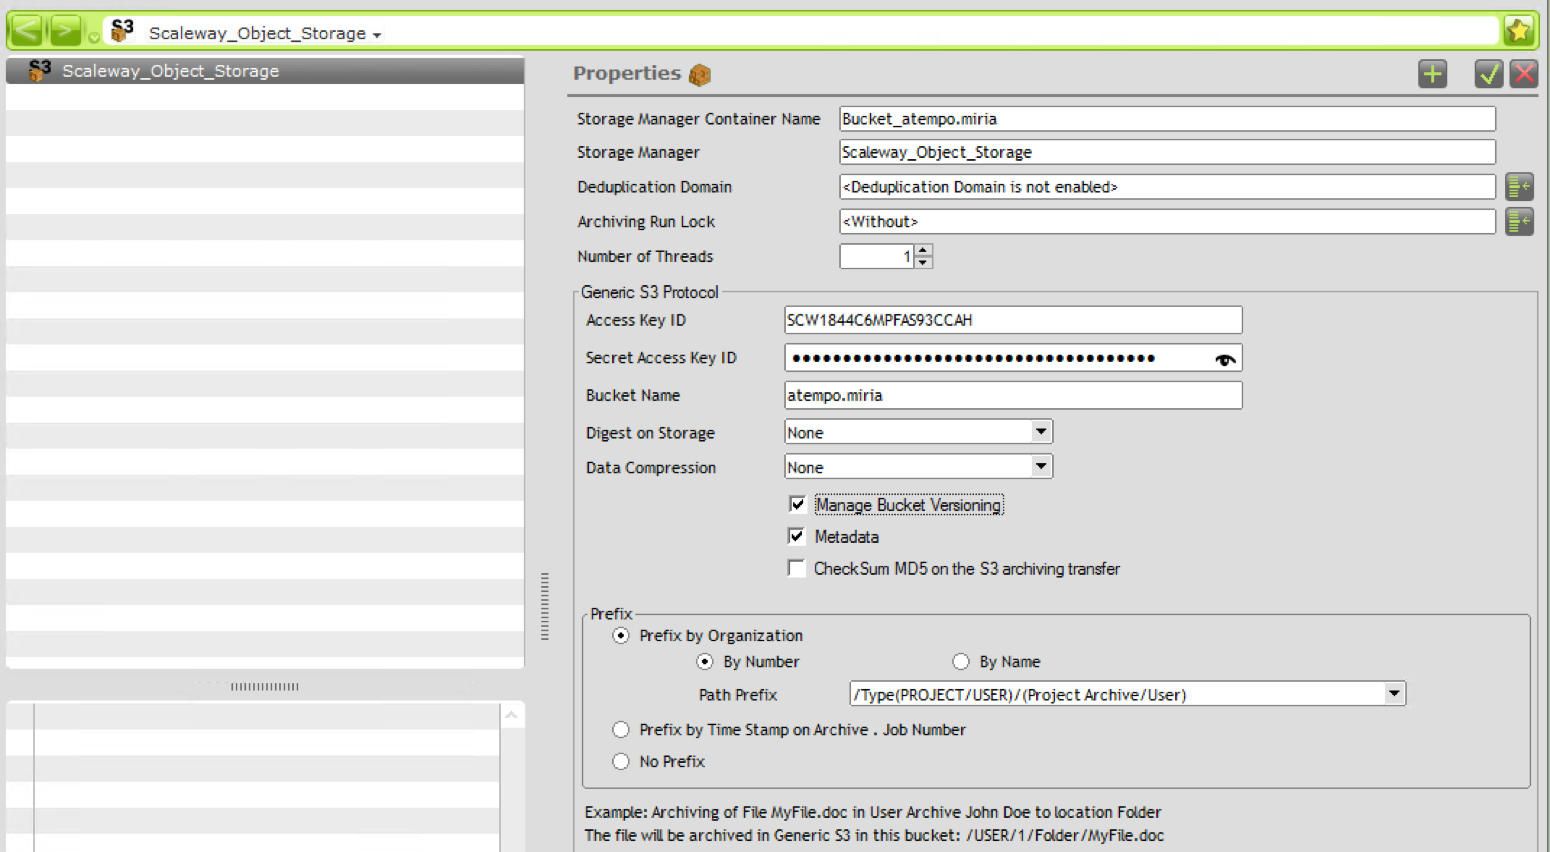 S3 Scaleway_Object_Storage
S3 Scaleway_Object_Storage
Properties
Storage Manager Container Name Bucket_atempo.miria
Storage Manager Scaleway_Object_Storage
Deduplication Domain <Deduplication Domain is not enabled>
Archiving Run Lock <Without>
Number of Threads 1
Generic S3 Protocol
Access Key ID SCW1844C6MPFAS93CCAH
Secret Access Key ID ••••••••••••••••••••••••••••••••••••
Bucket Name atempo.miria
Digest on Storage None
Data Compression None
Manage Bucket Versioning
Metadata
CheckSum MD5 on the S3 archiving transfer
Prefix
Prefix by Organization
By Number By Name
Path Prefix /Type(PROJECT/USER)/(Project Archive/User)
Prefix by Time Stamp on Archive . Job Number
No Prefix
Example: Archiving of File MyFile.doc in User Archive John Doe to location Folder
The file will be archived in Generic S3 in this bucket: /USER/1/Folder/MyFile.doc